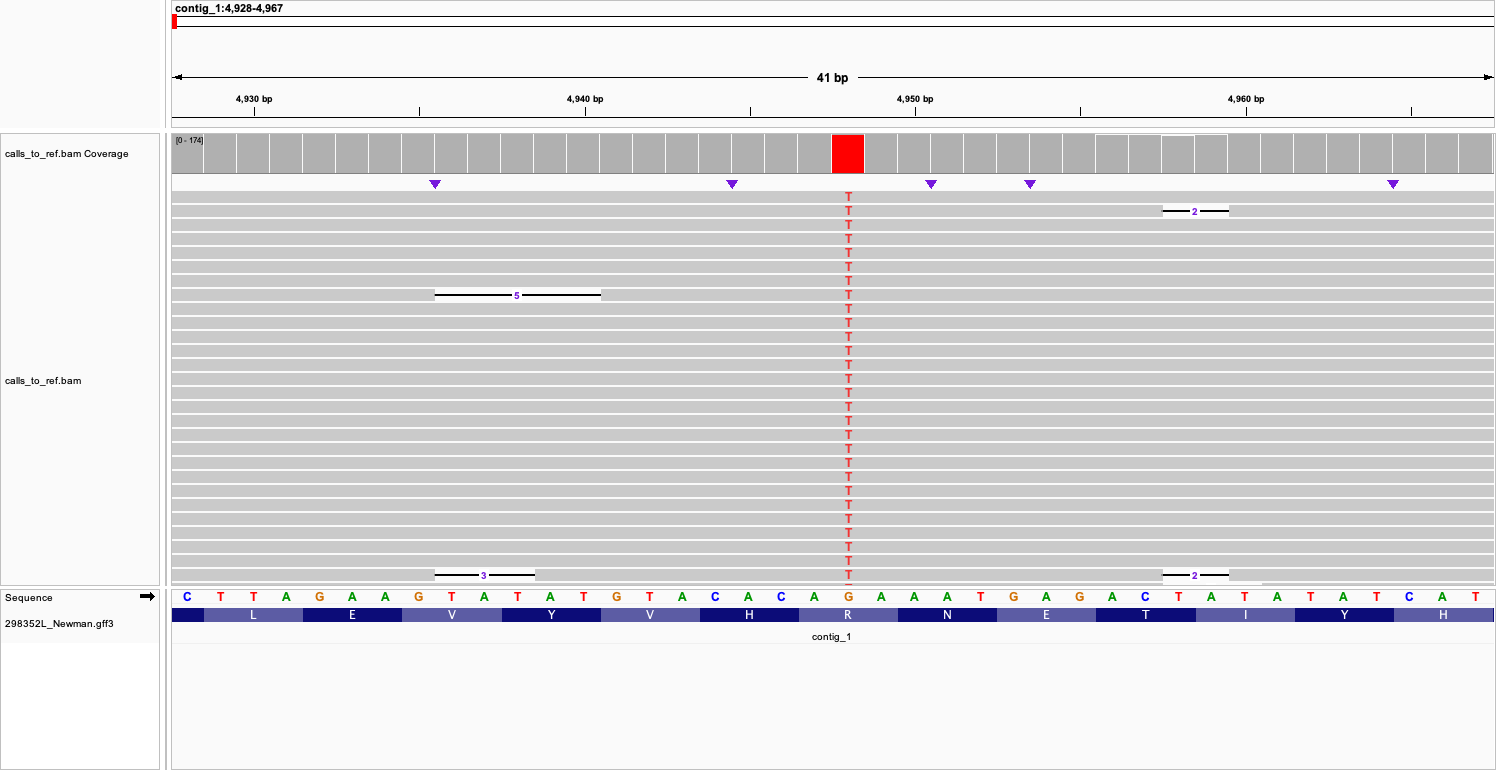 contig_1:4,928-4,967
41 bp
4,930 bp 4,940 bp 4,950 bp 4,960 bp
[0 - 174]
calls_to_ref.bam Coverage
T
T 2
T
T
T
T
T
5 T
T
T
T
T
T
calls_to_ref.bam T
T
T
T
T
T
T
T
T
T
T
T
T
T
3 T 2
Sequence C T T A G A A G T A T A T G T A C A C A G A A A T G A G A C T A T A T A T C A T
298352L_Newman.gff3 L E V Y V H R N E T I Y H
contig_1